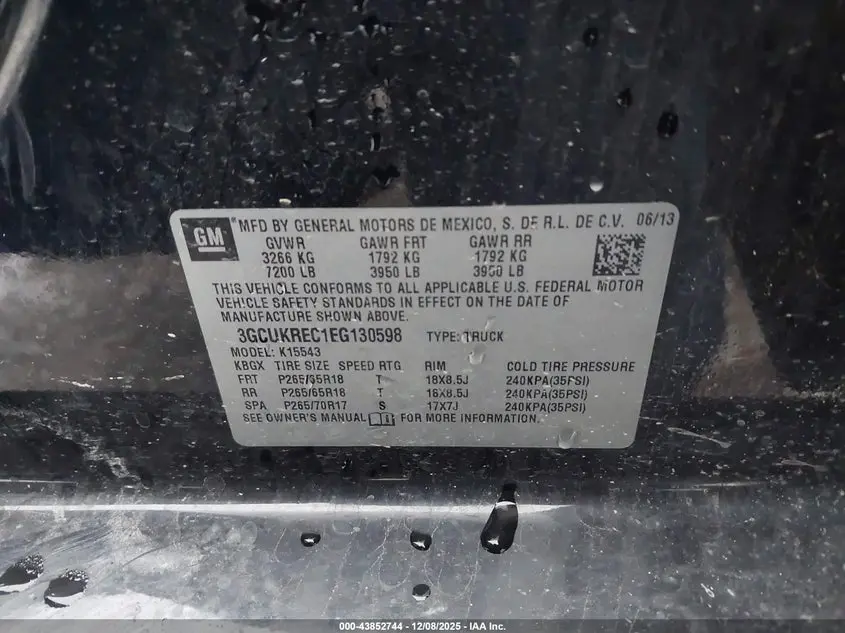 GM ® MFD BY GENERAL MOTORS DE MEXICO, S. DE R.L. DE C.V. 06/13
GVWR GAWR FRT GAWR RR
3266 KG 1792 KG 1792 KG
7200 LB 3950 LB 3950 LB
THIS VEHICLE CONFORMS TO ALL APPLICABLE U.S. FEDERAL MOTOR
VEHICLE SAFETY STANDARDS IN EFFECT ON THE DATE OF
MANUFACTURE SHOWN ABOVE.
3GCUKREC1EG130598 TYPE: TRUCK
MODEL: K15543
KBGX TIRE SIZE SPEED RTG RIM COLD TIRE PRESSURE
FRT P265/65R18 T 18X8.5J 240KPA(35PSI)
RR P265/65R18 T 18X8.5J 240KPA(35PSI)
SPA P265/70R17 S 17X7J 240KPA(35PSI)
SEE OWNER'S MANUAL FOR MORE INFORMATION.
000-43852744 - 12/08/2025 - IAA Inc.